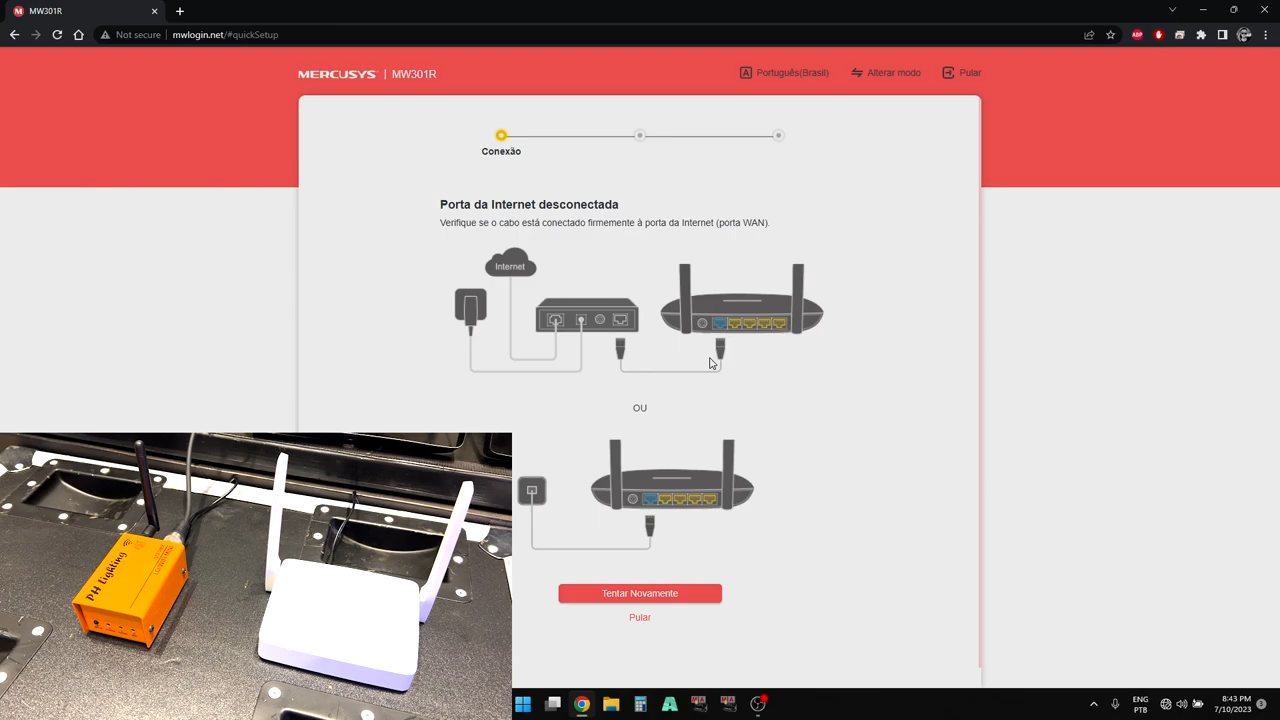 MW301R
Not secure
mwlogin.net/#quickSetup
ABP
MERCUSYS | MW301R
Português(Brasil)
Alterar modo
Pular
Conexão
Porta da Internet desconectada
Verifique se o cabo está conectado firmemente à porta da Internet (porta WAN).
Internet
OU
PH Lighting
Tentar Novamente
Pular
ENG
PTB
8:43 PM
7/10/2023